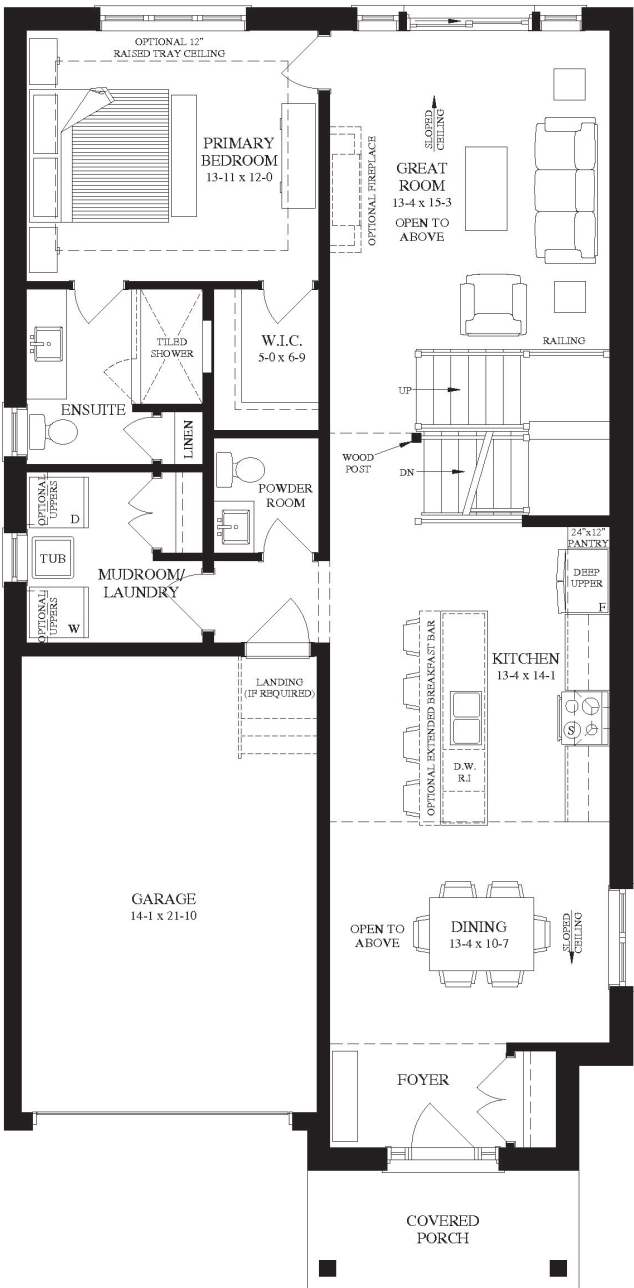 OPTIONAL 12"
RAISED TRAY CEILING
PRIMARY
BEDROOM
13-11 x 12-0
OPTIONAL FIREPLACE
SLOPED
CEILING
GREAT
ROOM
13-4 x 15-3
OPEN TO
ABOVE
RAILING
TILED
SHOWER
W.I.C.
5-0 x 6-9
ENSUITE
LINEN
UP
WOOD
POST
DN
OPTIONAL
UPPERS
D
TUB
MUDROOM/
LAUNDRY
OPTIONAL
UPPERS
W
POWDER
ROOM
24"x12"
PANTRY
DEEP
UPPER
F
KITCHEN
13-4 x 14-1
OPTIONAL EXTENDED BREAKFAST BAR
S
D.W.
R.I
LANDING
(IF REQUIRED)
GARAGE
14-1 x 21-10
OPEN TO
ABOVE
DINING
13-4 x 10-7
SLOPED
CEILING
FOYER
COVERED
PORCH